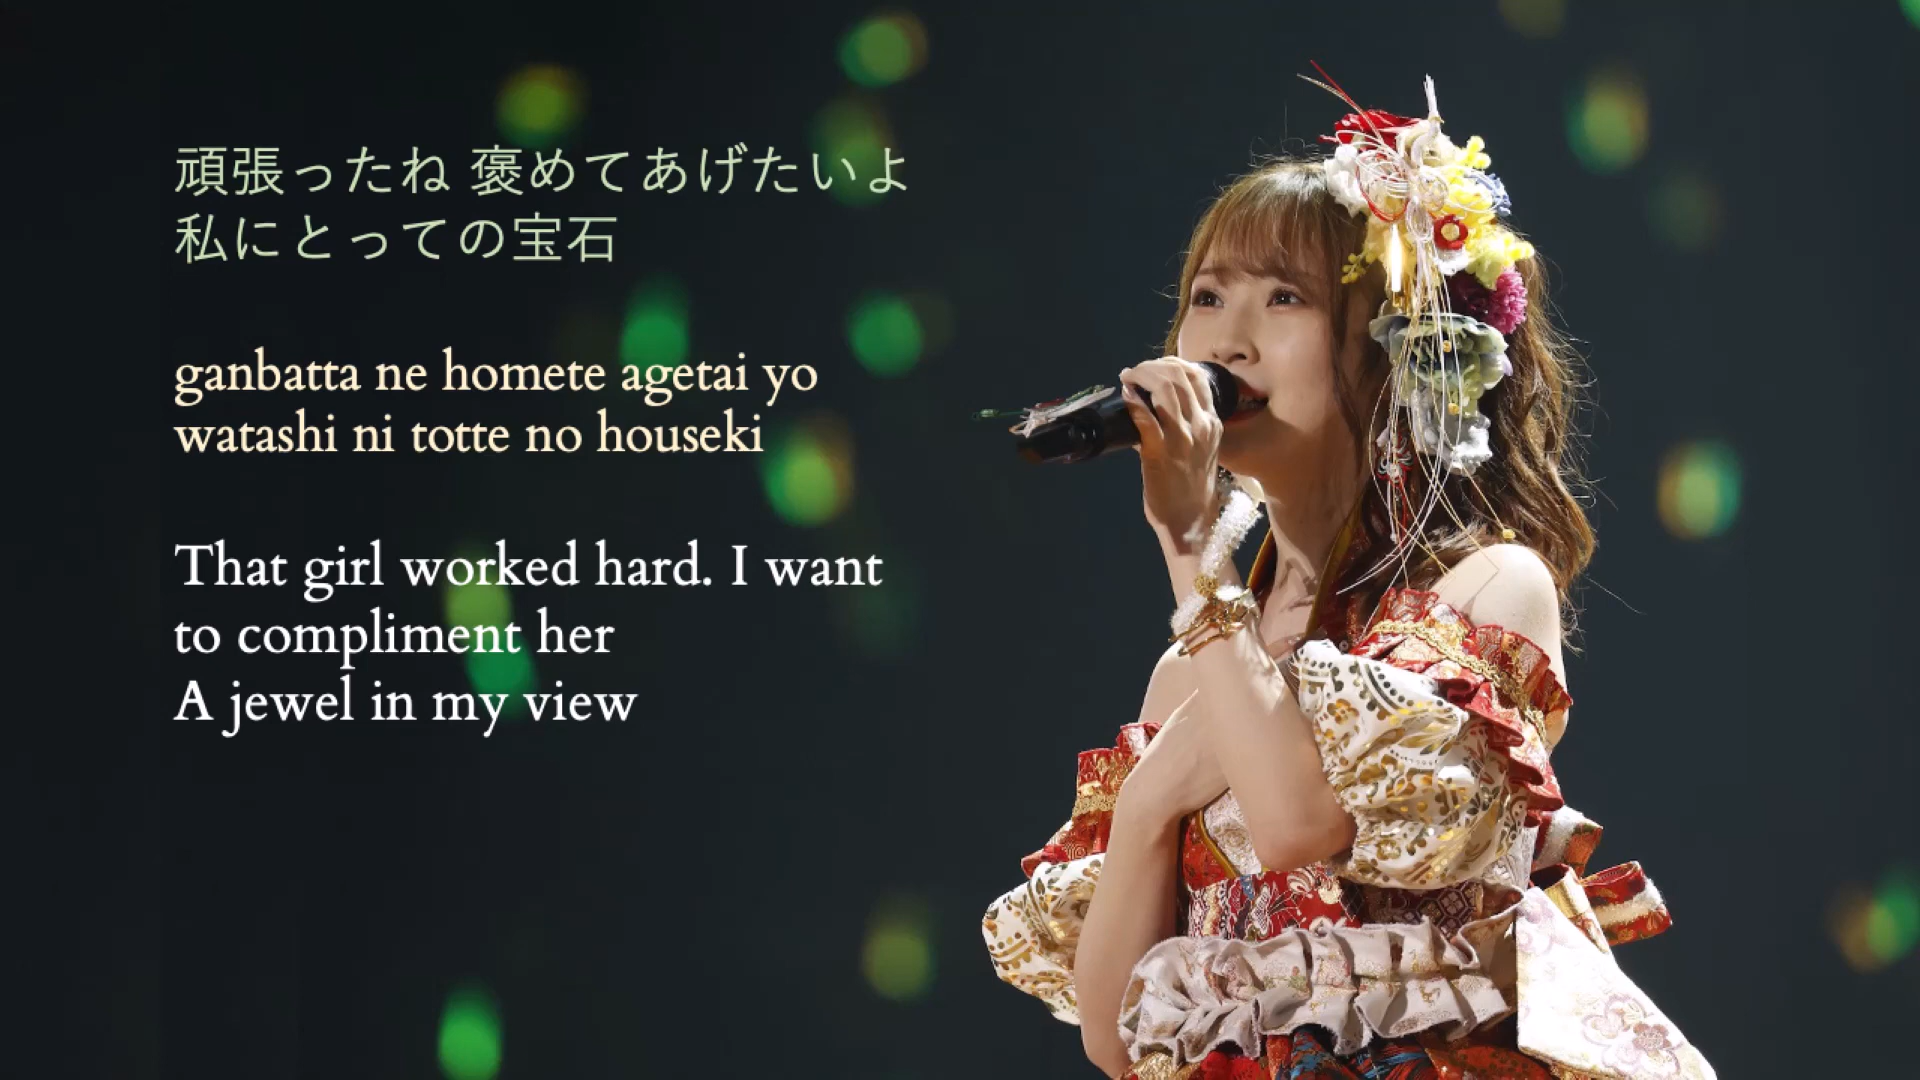 頑張ったね 褒めてあげたいよ
私にとっての宝石
ganbatta ne homete agetai yo
watashi ni totte no houseki
That girl worked hard. I want
to compliment her
A jewel in my view